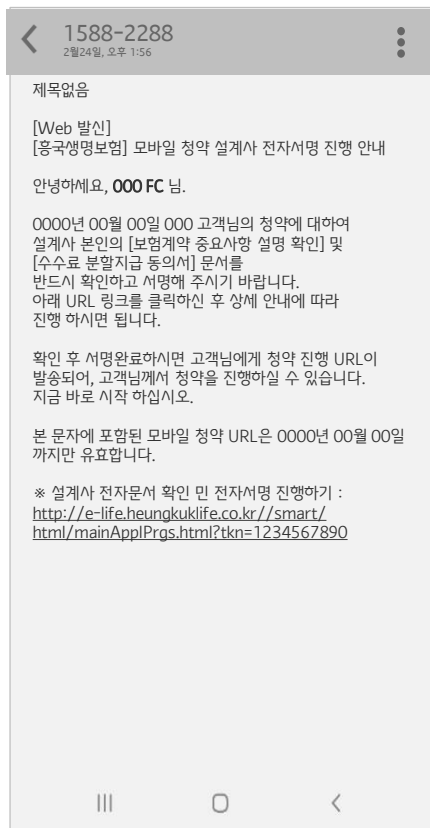 1588-2288
2월24일, 오후 1:56
제목없음
[Web 발신]
[흥국생명보험] 모바일 청약 설계사 전자서명 진행 안내
안녕하세요, 000 FC 님.
0000년 00월 00일 000 고객님의 청약에 대하여
설계사 본인의 [보험계약 중요사항 설명 확인] 및
[수수료 분할지급 동의서] 문서를
반드시 확인하고 서명해 주시기 바랍니다.
아래 URL 링크를 클릭하신 후 상세 안내에 따라
진행 하시면 됩니다.
확인 후 서명완료하시면 고객님에게 청약 진행 URL이
발송되어, 고객님께서 청약을 진행하실 수 있습니다.
지금 바로 시작 하십시오.
본 문자에 포함된 모바일 청약 URL은 0000년 00월 00일
까지만 유효합니다.
※ 설계사 전자문서 확인 민 전자서명 진행하기 :
http://e-life.heungkuklife.co.kr//smart/
html/mainApplPrgs.html?tkn=1234567890